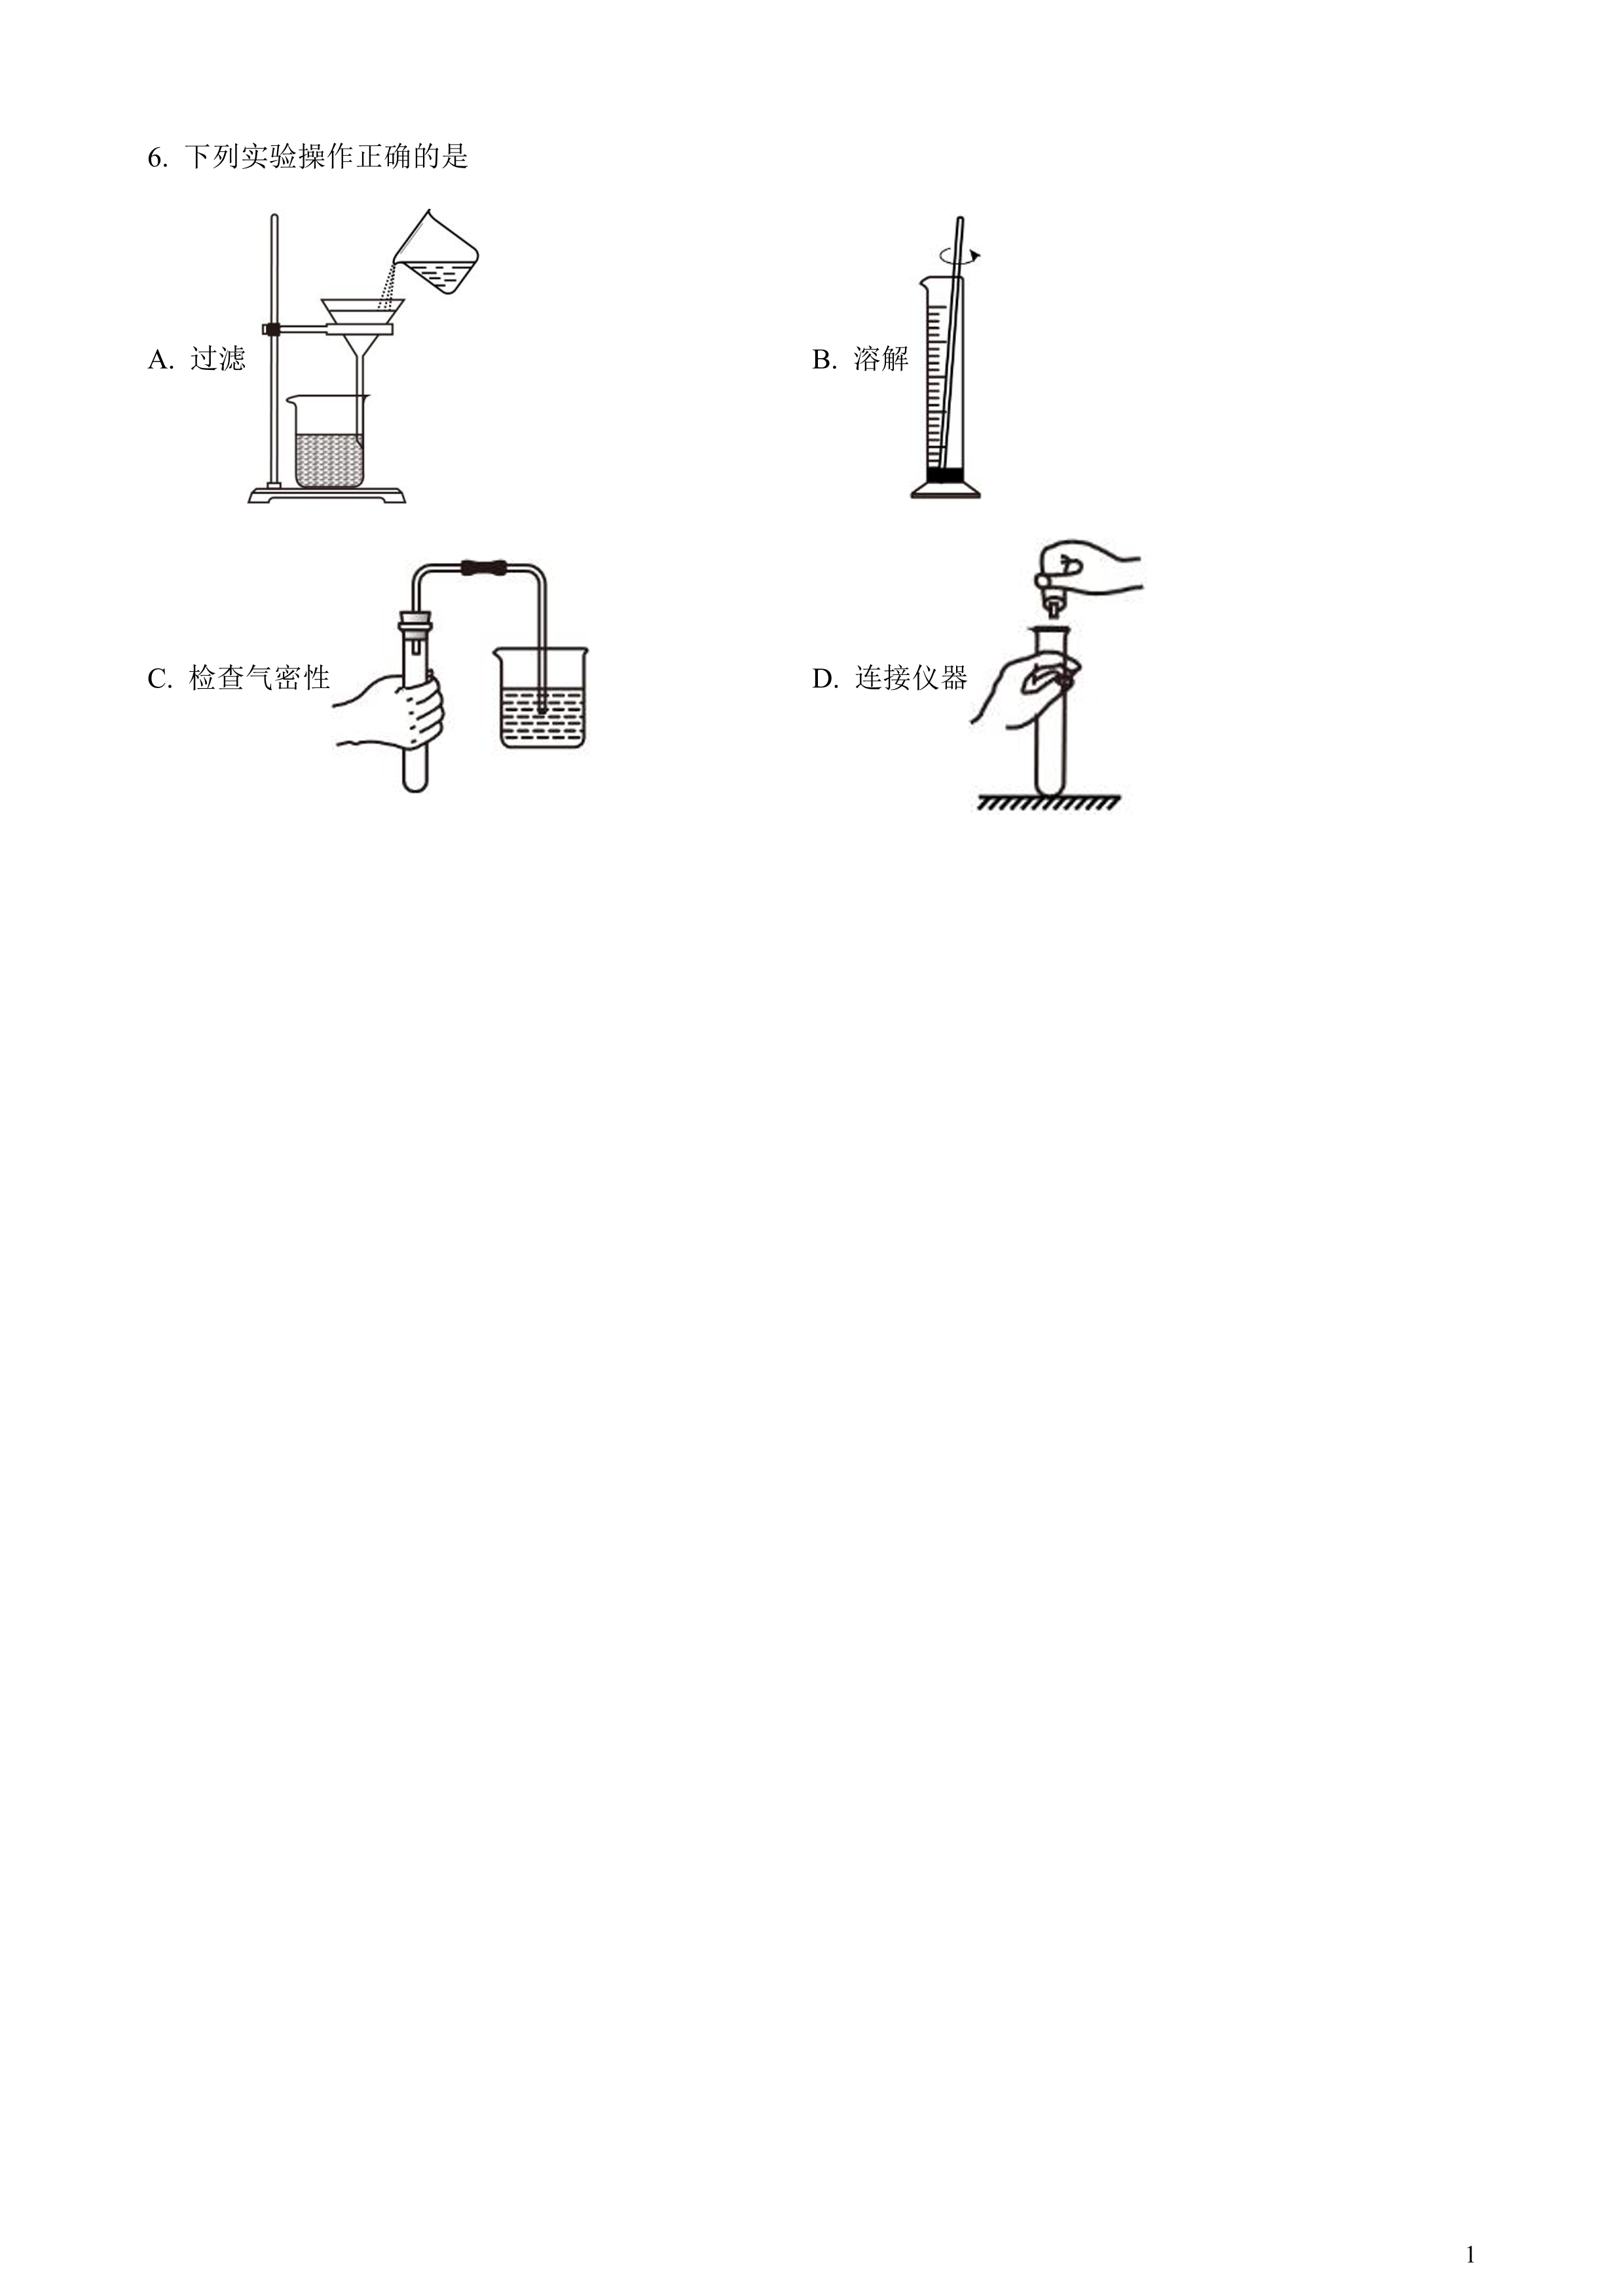 6. 下列实验操作正确的是
A. 过滤
B. 溶解
C. 检查气密性
D. 连接仪器
1